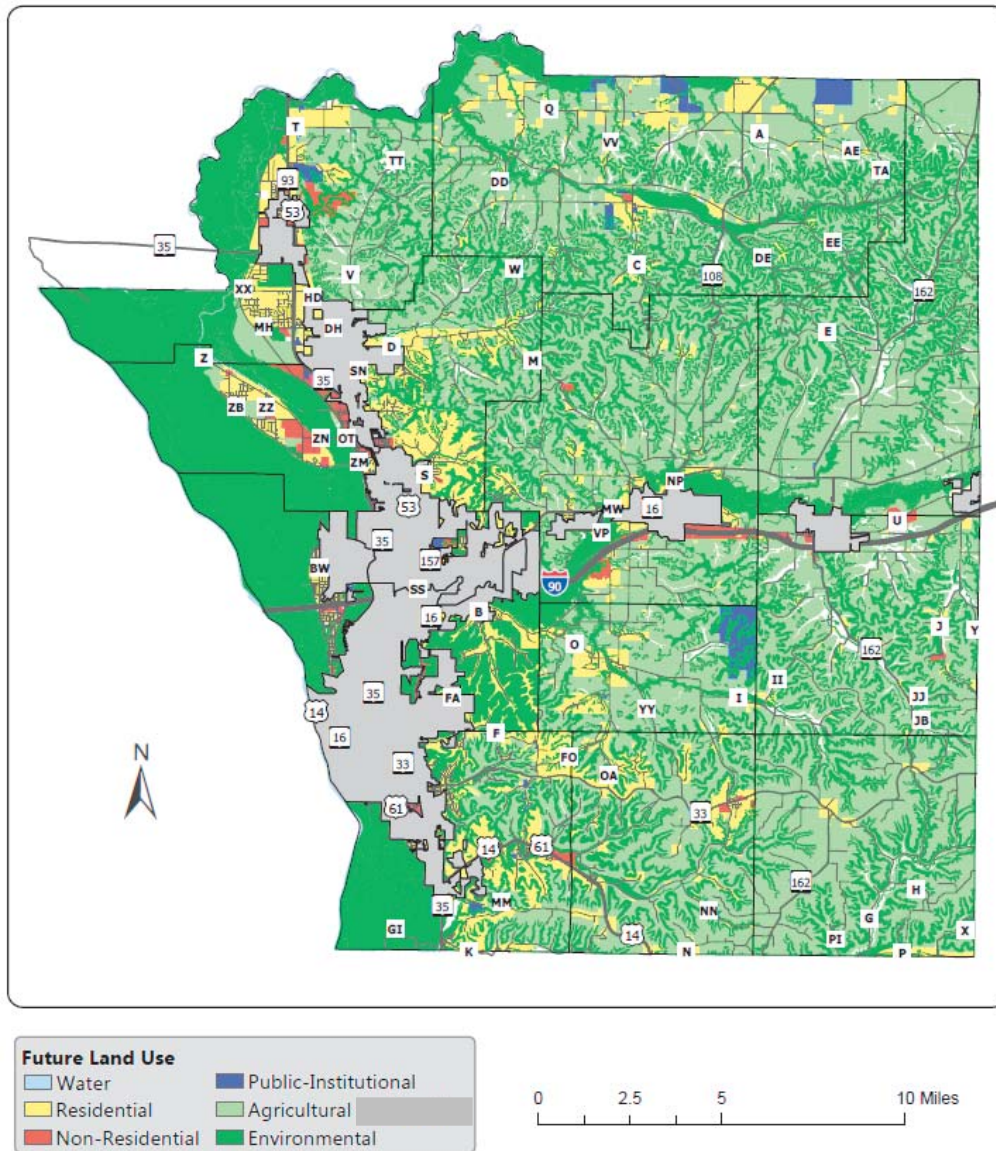 T
Q
A
VV
AE
TT
TA
DD
93
53
EE
35
DE
W
C
V
108
162
XX
HD
MH
DH
E
D
Z
M
SN
35
ZB
ZZ
ZN
OT
ZM
S
NP
53
MW
16
U
VP
35
157
BW
90
SS
16
B
J
Y
O
162
II
35
FA
YY
I
JJ
14
JB
16
F
33
FO
OA
61
33
14
61
162
H
35
MM
NN
G
GI
14
PI
X
K
N
P
N
Future Land Use
Water
Public-Institutional
Residential
Agricultural
Non-Residential
Environmental
0 2.5 5 10 Miles